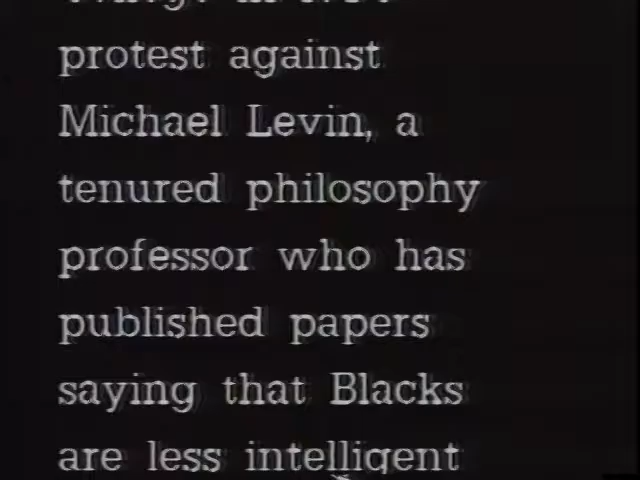 protest against
Michael Levin, a
tenured philosophy
professor who has
published papers
saying that Blacks
are less intelligent